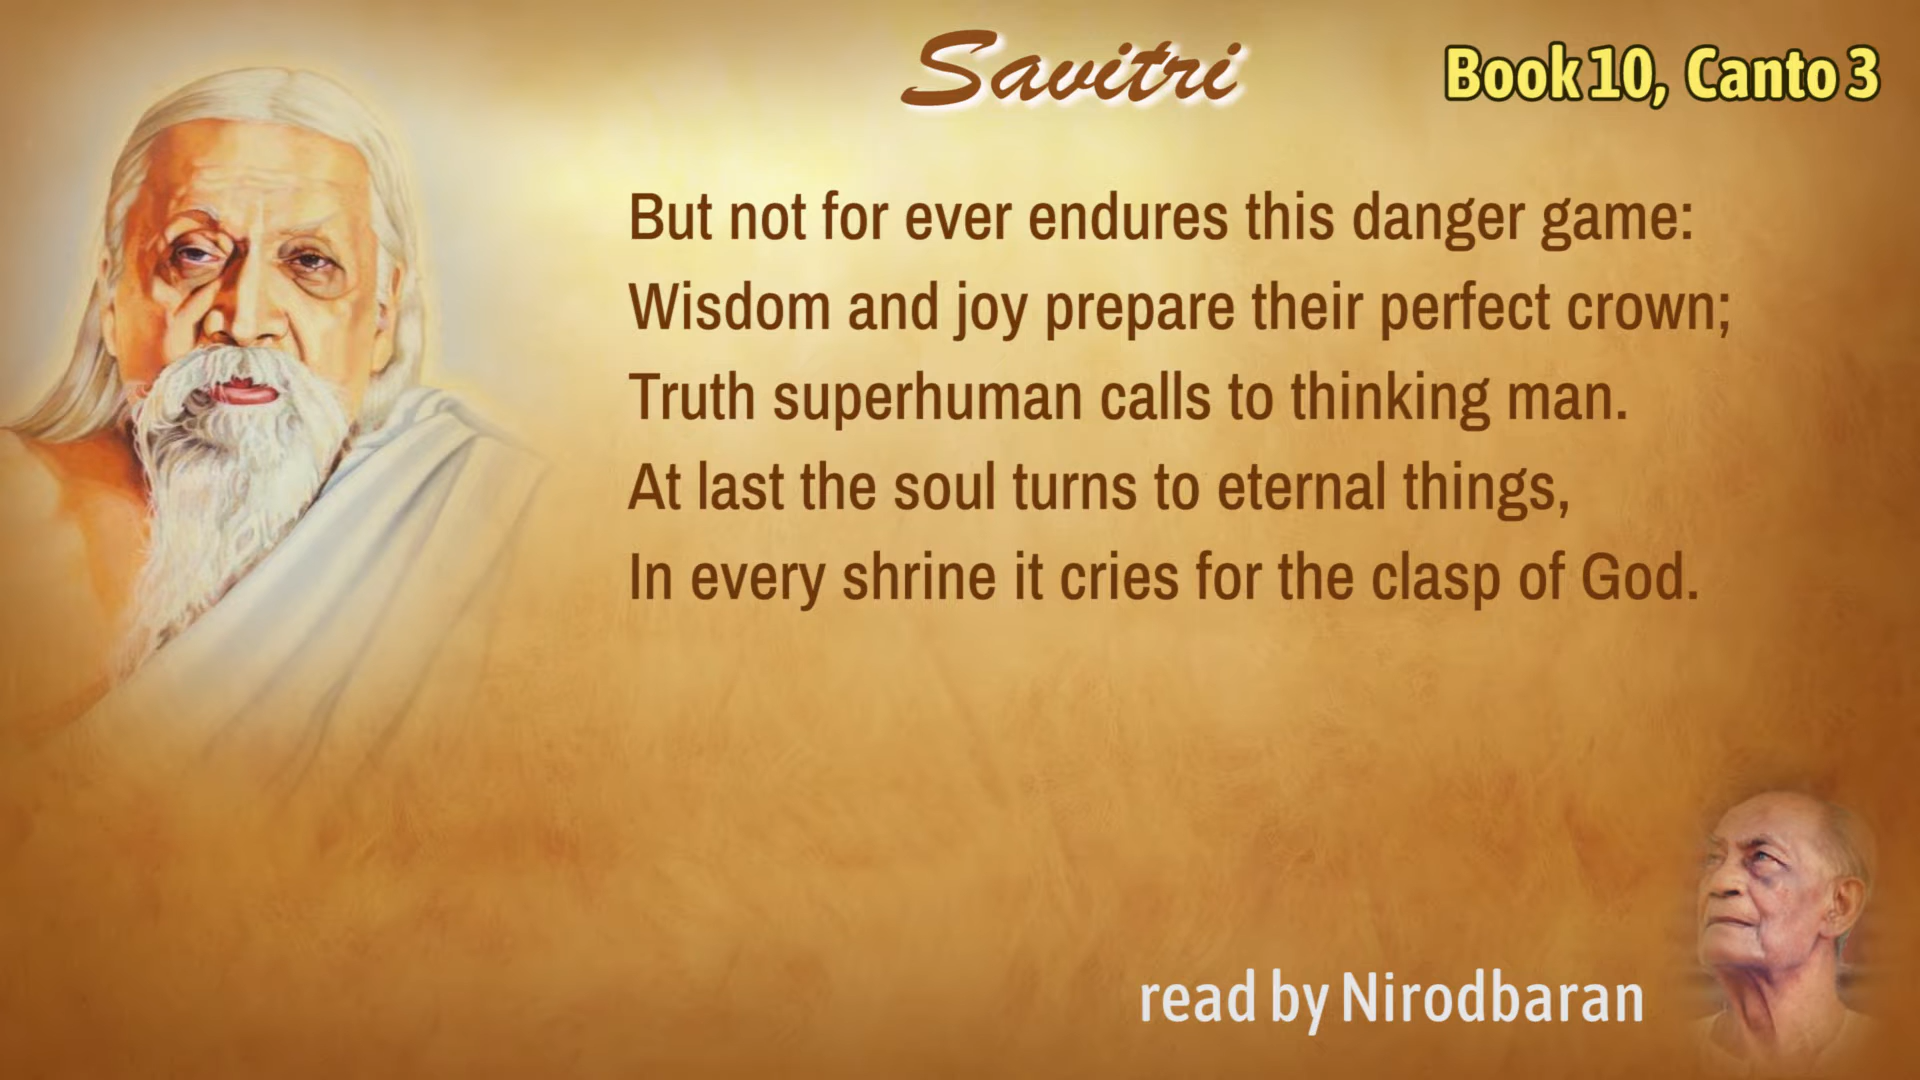 Savitri
Book 10, Canto 3
But not for ever endures this danger game:
Wisdom and joy prepare their perfect crown;
Truth superhuman calls to thinking man.
At last the soul turns to eternal things,
In every shrine it cries for the clasp of God.
read by Nirodbaran